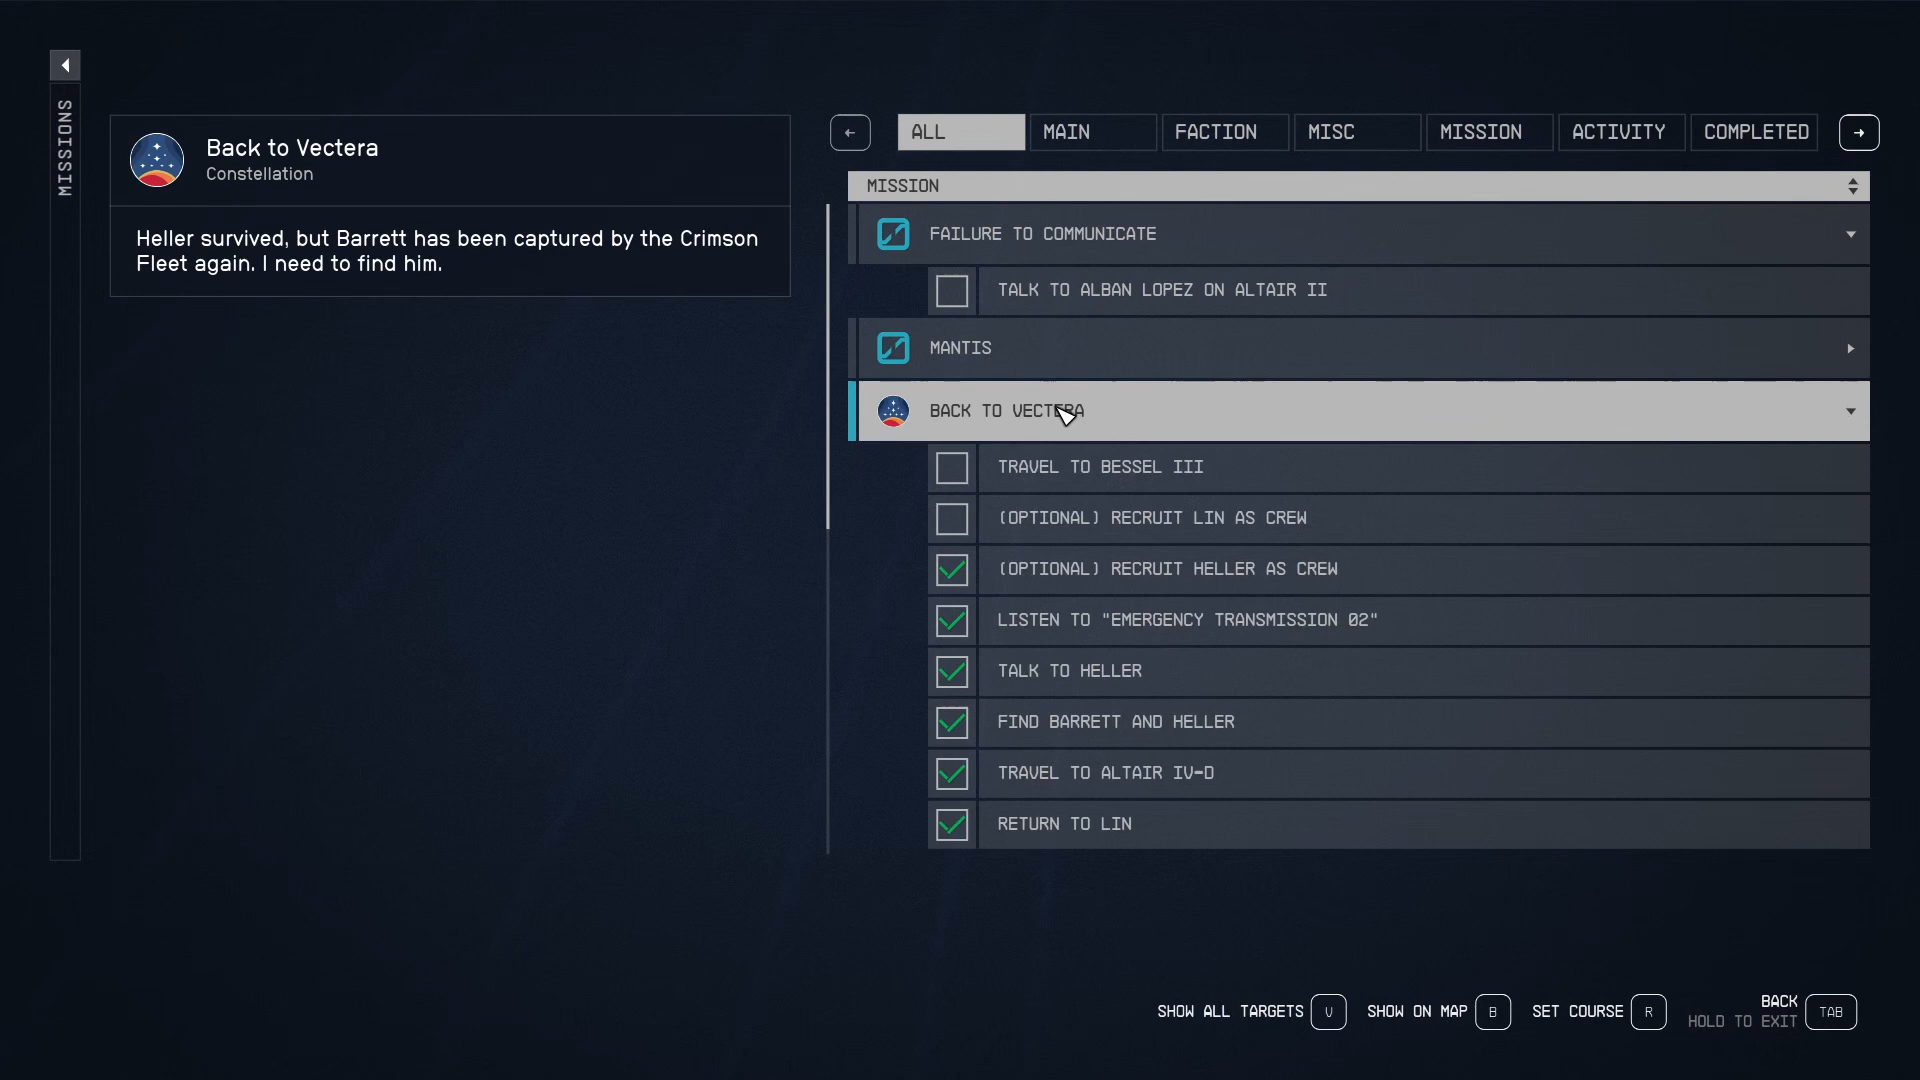 MISSIONS
Back to Vectera
Constellation
Heller survived, but Barrett has been captured by the Crimson
Fleet again. I need to find him.
ALL
MAIN
FACTION
MISC
MISSION
ACTIVITY
COMPLETED
MISSION
FAILURE TO COMMUNICATE
TALK TO ALBAN LOPEZ ON ALTAIR II
MANTIS
BACK TO VECTERA
TRAVEL TO BESSEL III
(OPTIONAL) RECRUIT LIN AS CREW
(OPTIONAL) RECRUIT HELLER AS CREW
LISTEN TO "EMERGENCY TRANSMISSION 02"
TALK TO HELLER
FIND BARRETT AND HELLER
TRAVEL TO ALTAIR IV-D
RETURN TO LIN
SHOW ALL TARGETS V
SHOW ON MAP B
SET COURSE R
BACK
HOLD TO EXIT
TAB